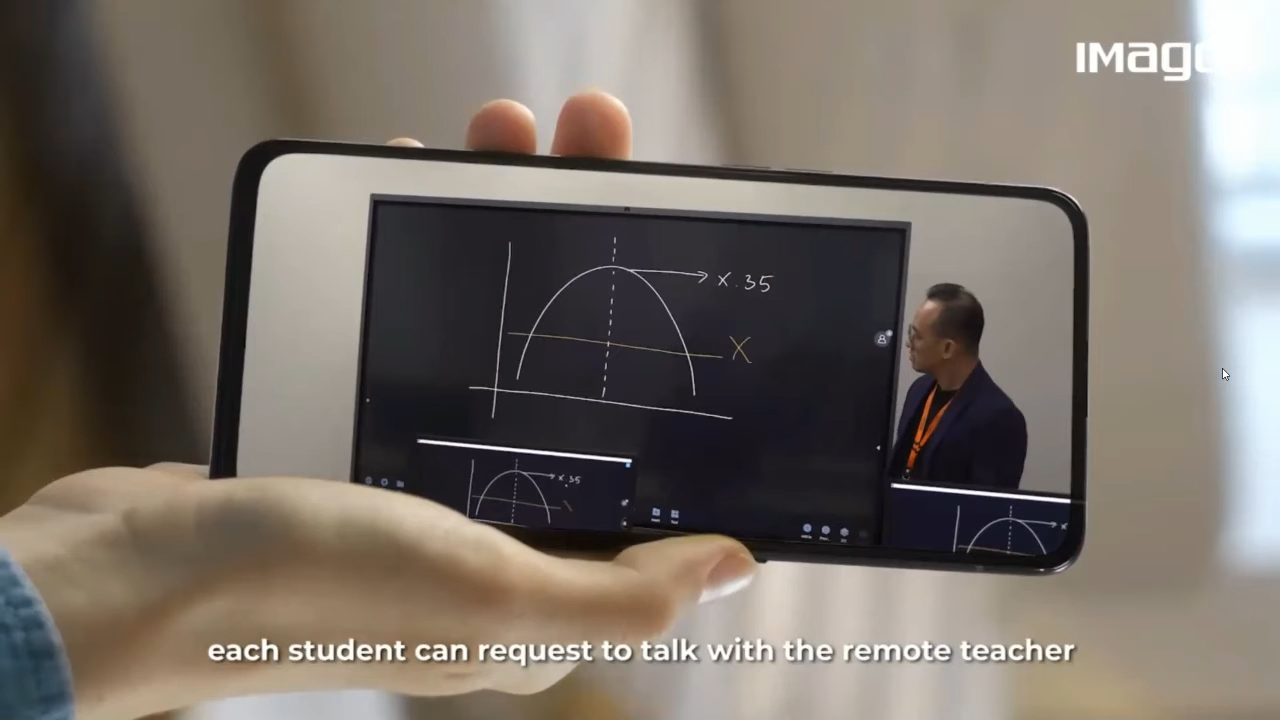 IMago
x.35
X
x.35
x
each student can request to talk with the remote teacher